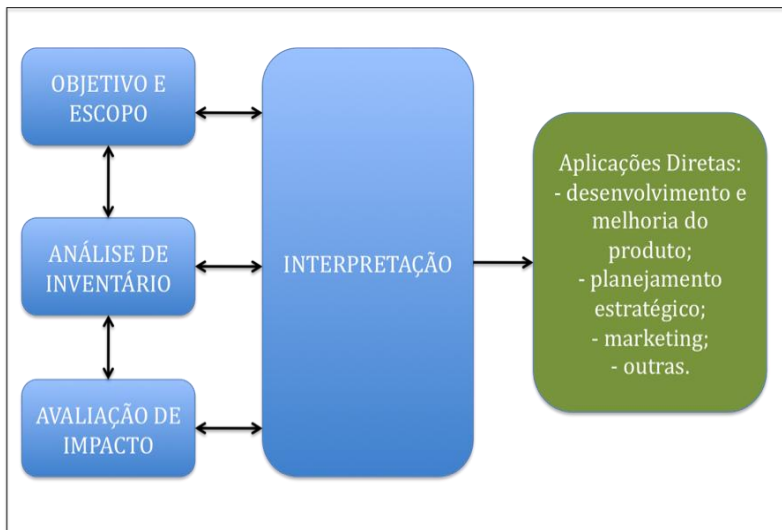 OBJETIVO E
ESCOPO
ANÁLISE DE
INVENTÁRIO
AVALIAÇÃO DE
IMPACTO
INTERPRETAÇÃO
Aplicações Diretas:
- desenvolvimento e
melhoria do
produto;
- planejamento
estratégico;
- marketing;
- outras.